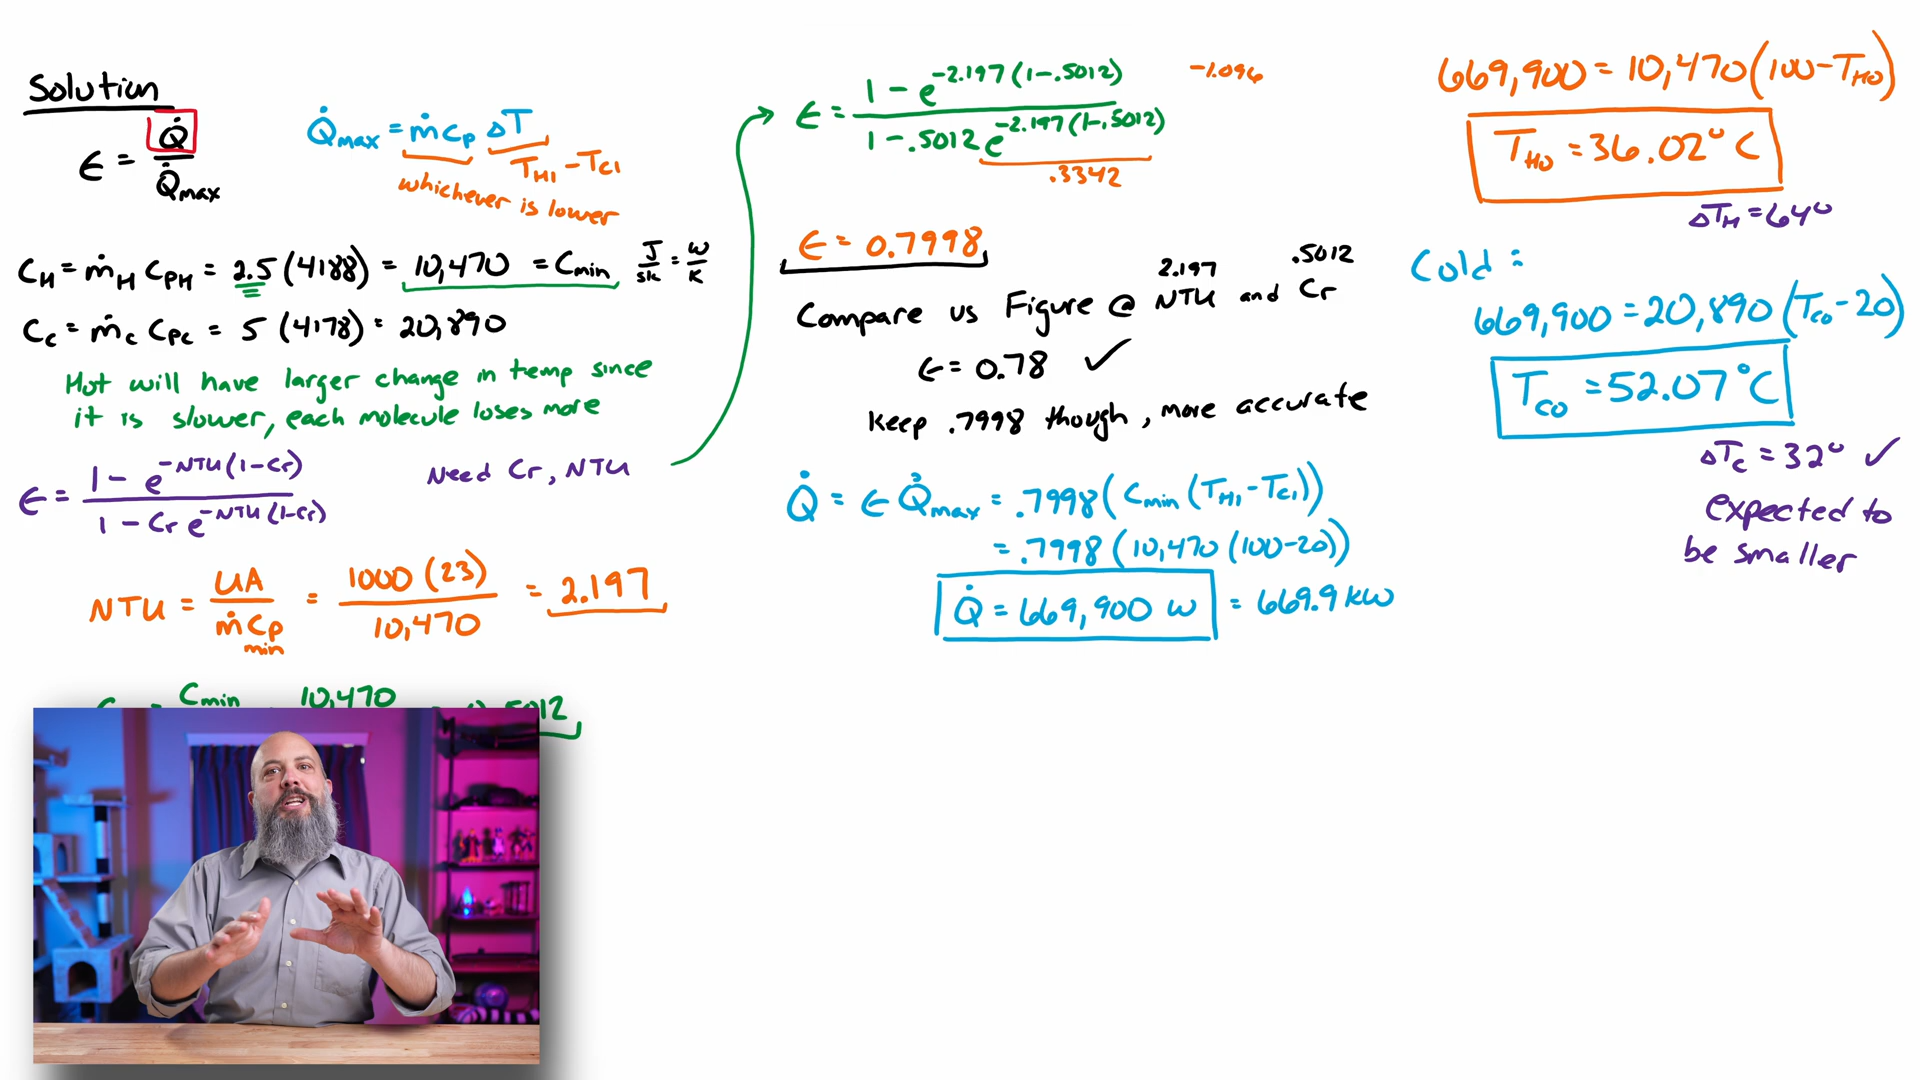 Solution
ϵ = Q̇ / Q̇max
Q̇max = ṁ cp ΔT
TH1 - TC1
whichever is lower
CH = ṁH CPH = 2.5 (4188) = 10,470 = Cmin J/sK = W/K
Cc = ṁc CPc = 5 (4178) = 20,890
Hot will have larger change in temp since
it is slower, each molecule loses more
ϵ = (1 - e^-NTU(1-Cr)) / (1 - Cr e^-NTU(1-Cr))
Need Cr, NTU
NTU = UA / ṁCp min = 1000 (23) / 10,470 = 2.197
Cmin 10,470
ϵ = (1 - e^-2.197(1-.5012)) / (1 - .5012 e^-2.197(1-.5012))
-1.096
.3342
ϵ = 0.7998
2.197 .5012
Compare vs Figure @ NTU and Cr
ϵ = 0.78 ✓
Keep .7998 though, more accurate
Q̇ = ϵ Q̇max = .7998 (Cmin (TH1 - TC1))
= .7998 (10,470 (100-20))
Q̇ = 669,900 W = 669.9 kW
669,900 = 10,470 (100 - THO)
THO = 36.02° C
ΔTH = 64°
Cold :
669,900 = 20,890 (TCO - 20)
TCO = 52.07 °C
ΔTC = 32° ✓
expected to
be smaller